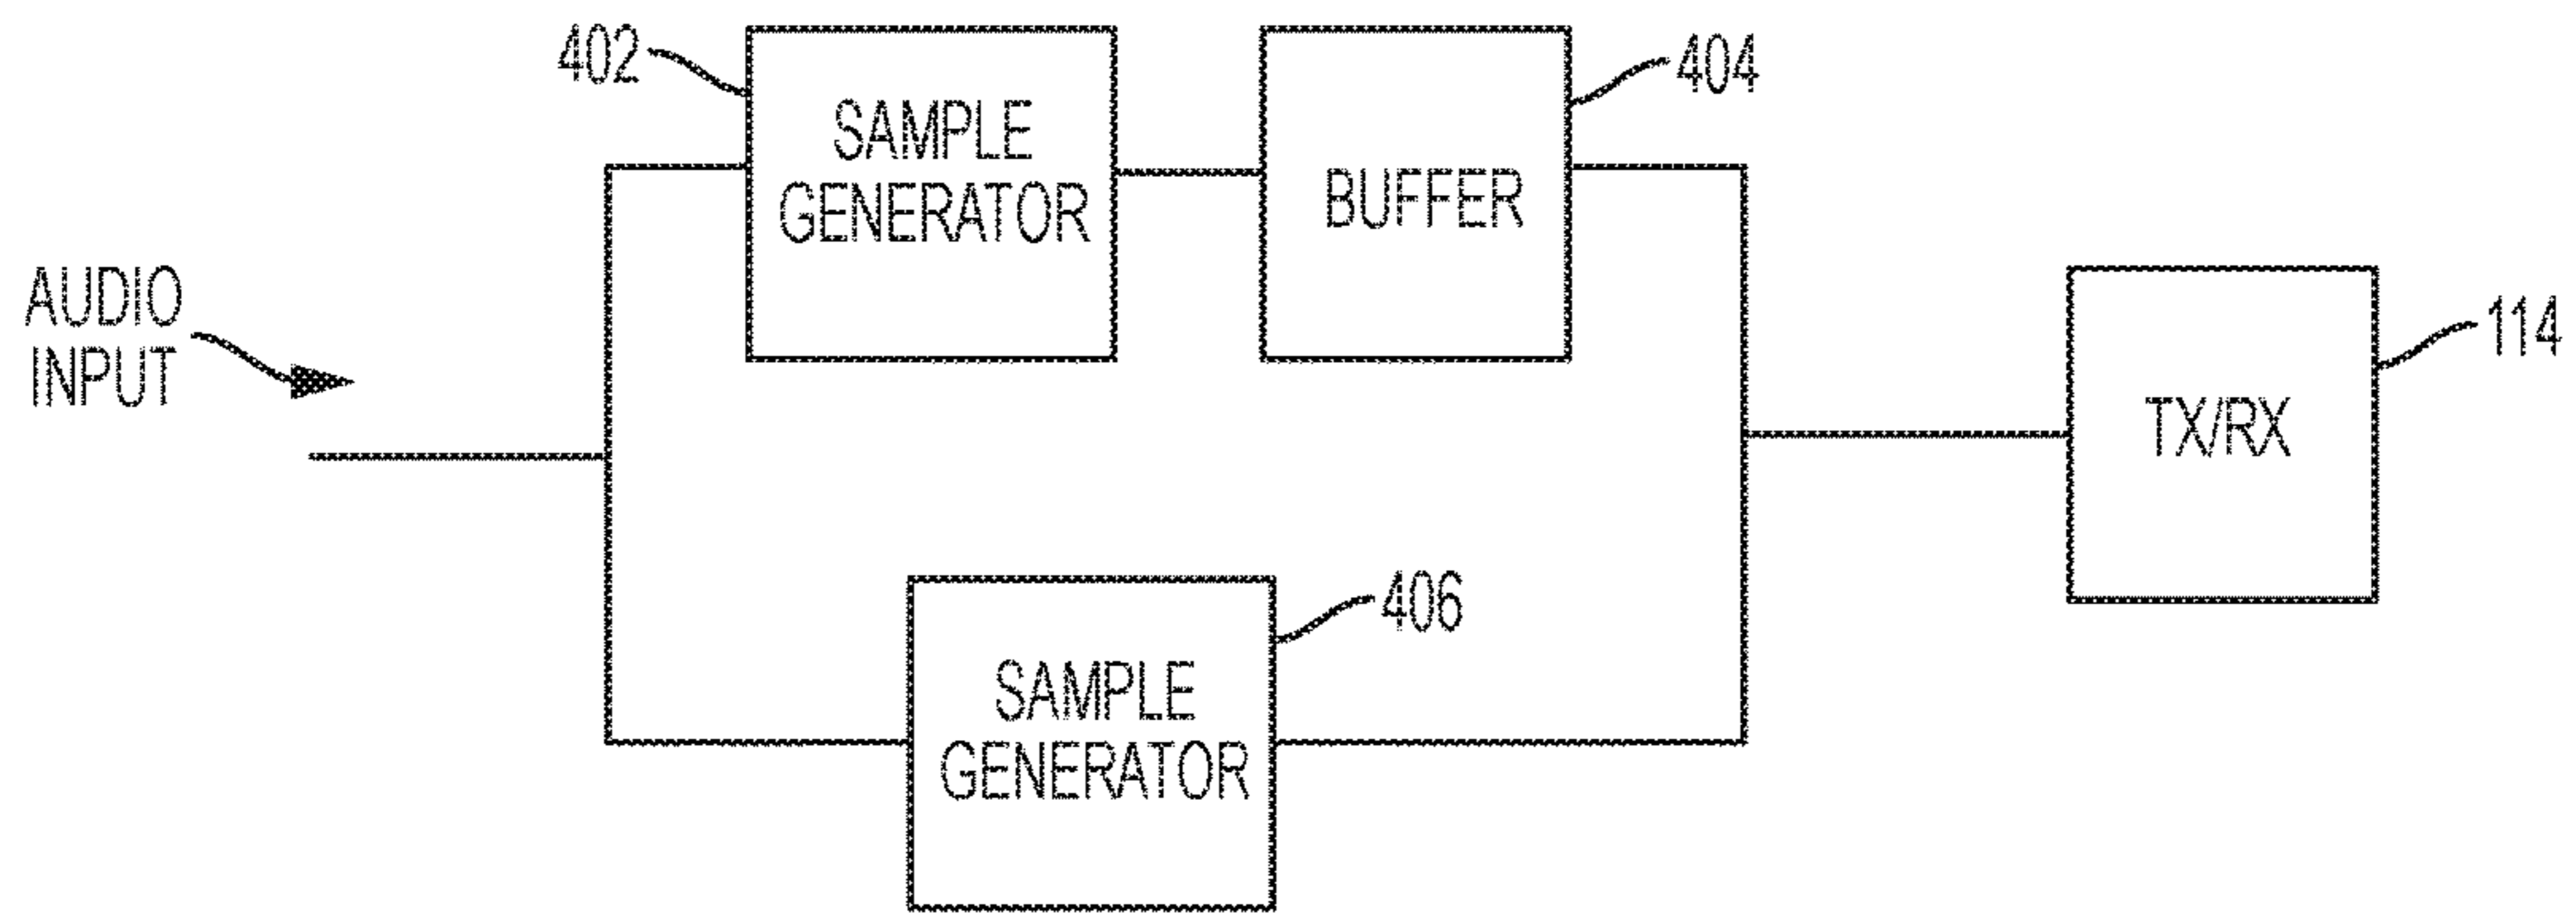 402
SAMPLE
GENERATOR
404
BUFFER
AUDIO
INPUT
114
TX/RX
406
SAMPLE
GENERATOR